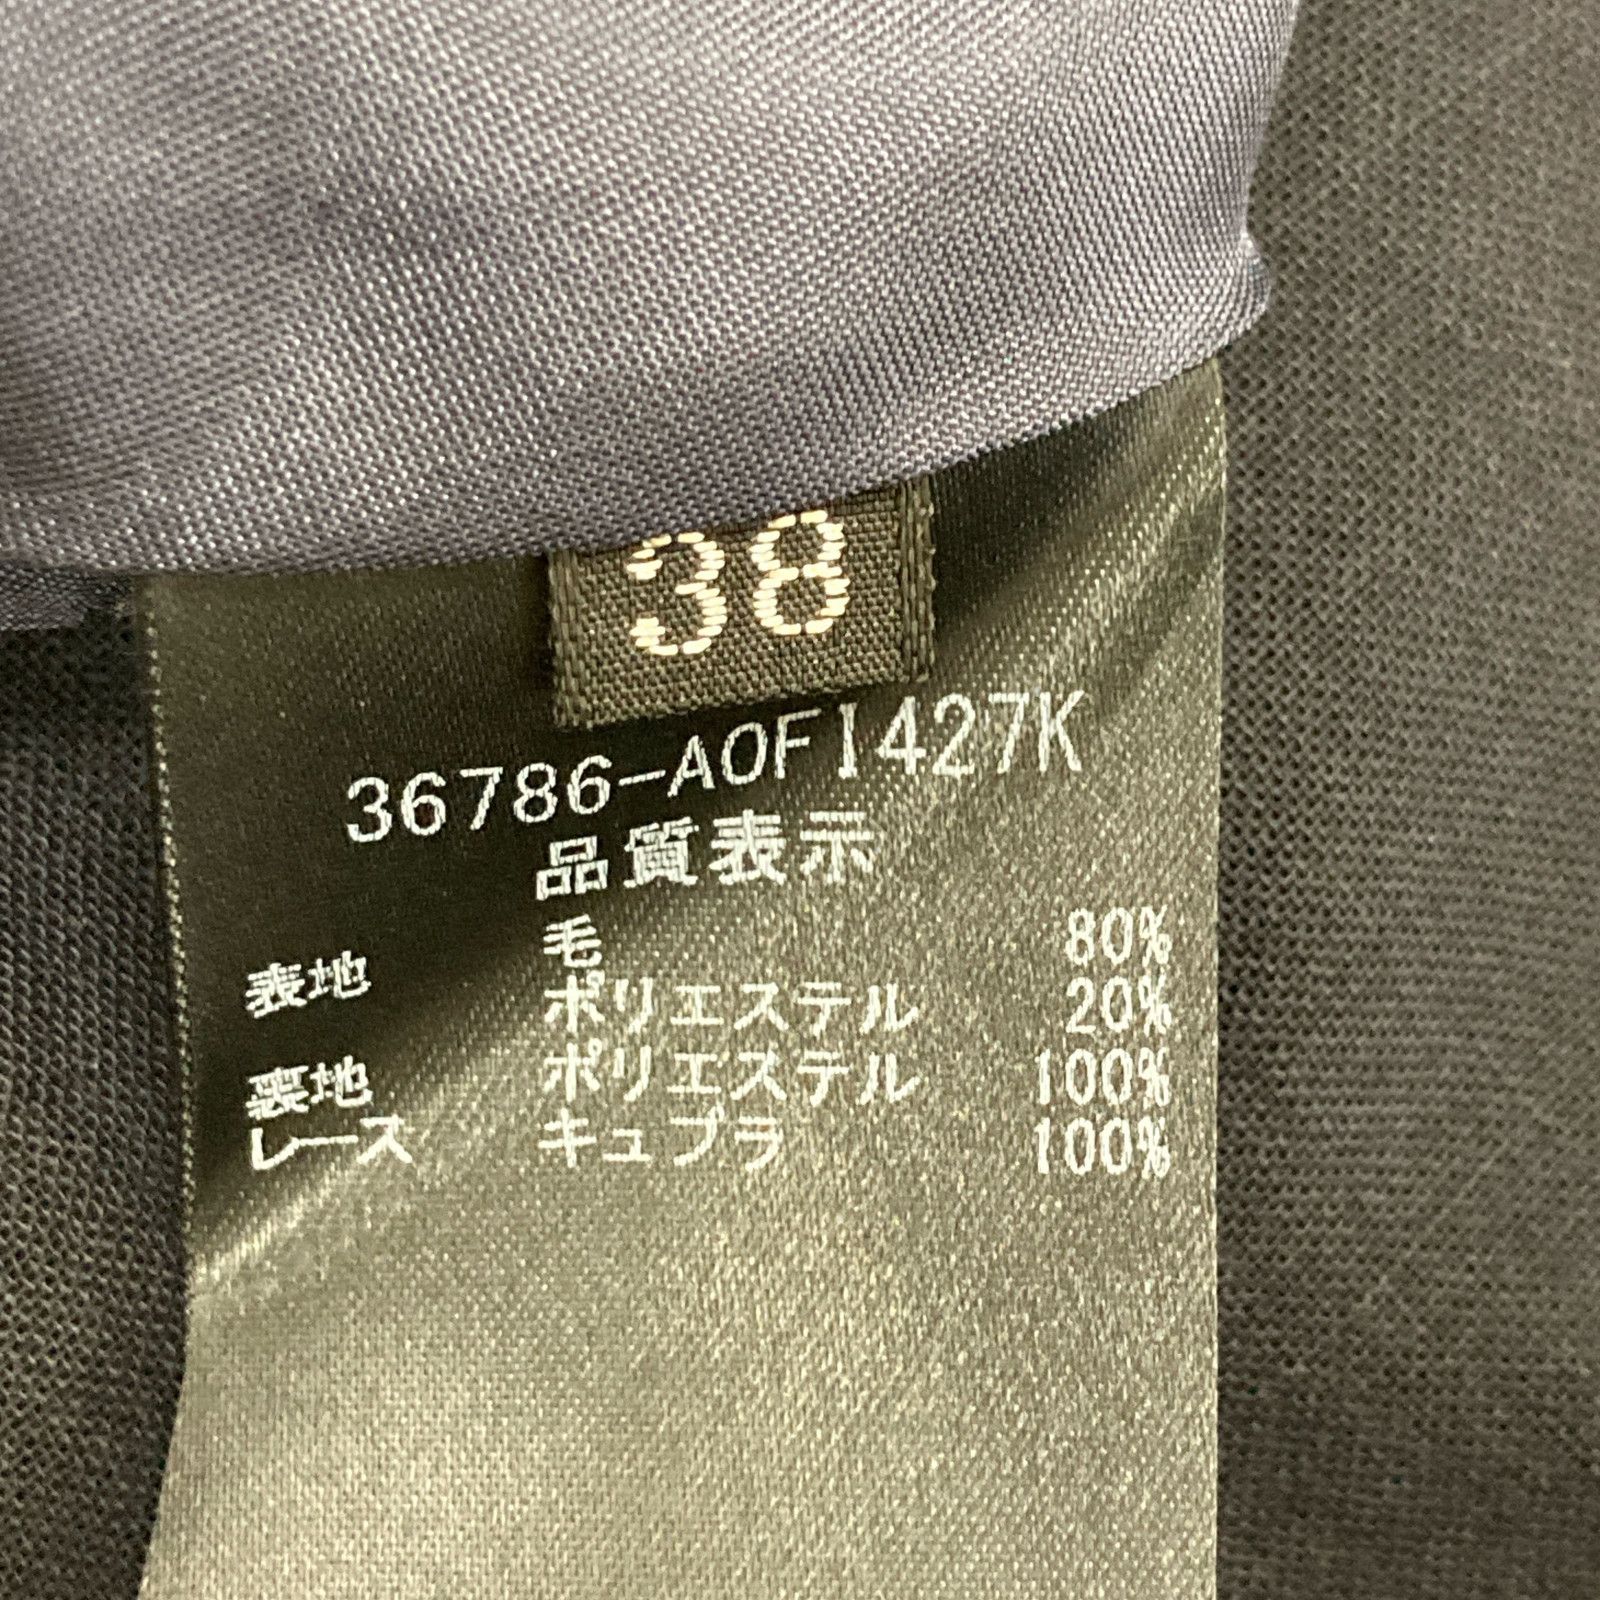 38
36786-AOF1427K
品質表示
表地 毛 80%
ポリエステル 20%
裏地 ポリエステル 100%
レース キュプラ 100%